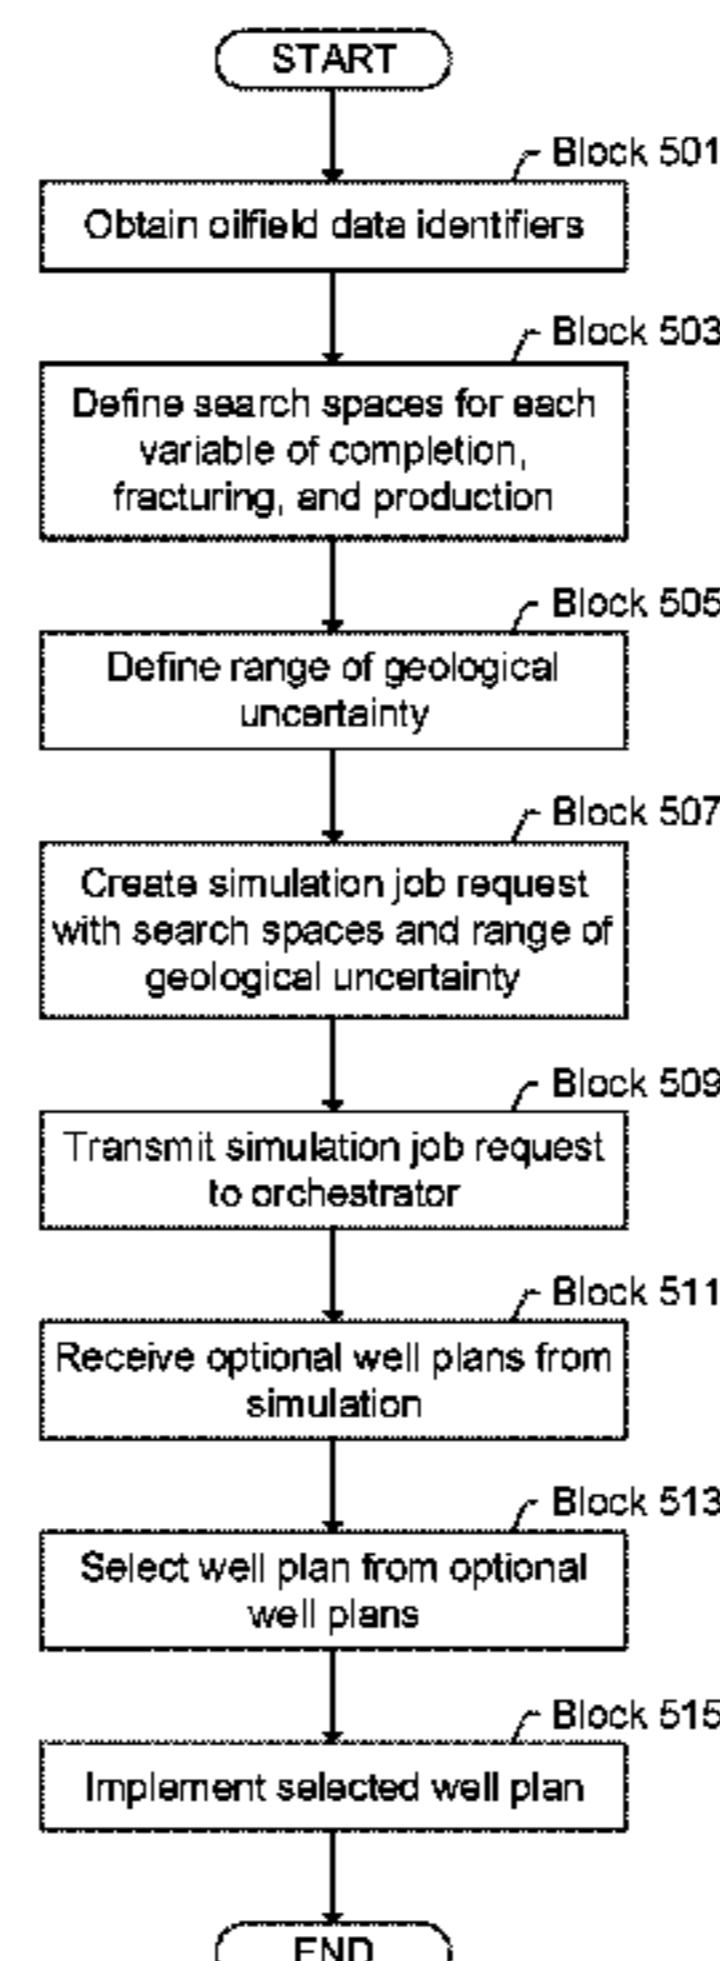 START
Block 501
Obtain oilfield data identifiers
Block 503
Define search spaces for each
variable of completion,
fracturing, and production
Block 505
Define range of geological
uncertainty
Block 507
Create simulation job request
with search spaces and range of
geological uncertainty
Block 509
Transmit simulation job request
to orchestrator
Block 511
Receive optional well plans from
simulation
Block 513
Select well plan from optional
well plans
Block 515
Implement selected well plan
END